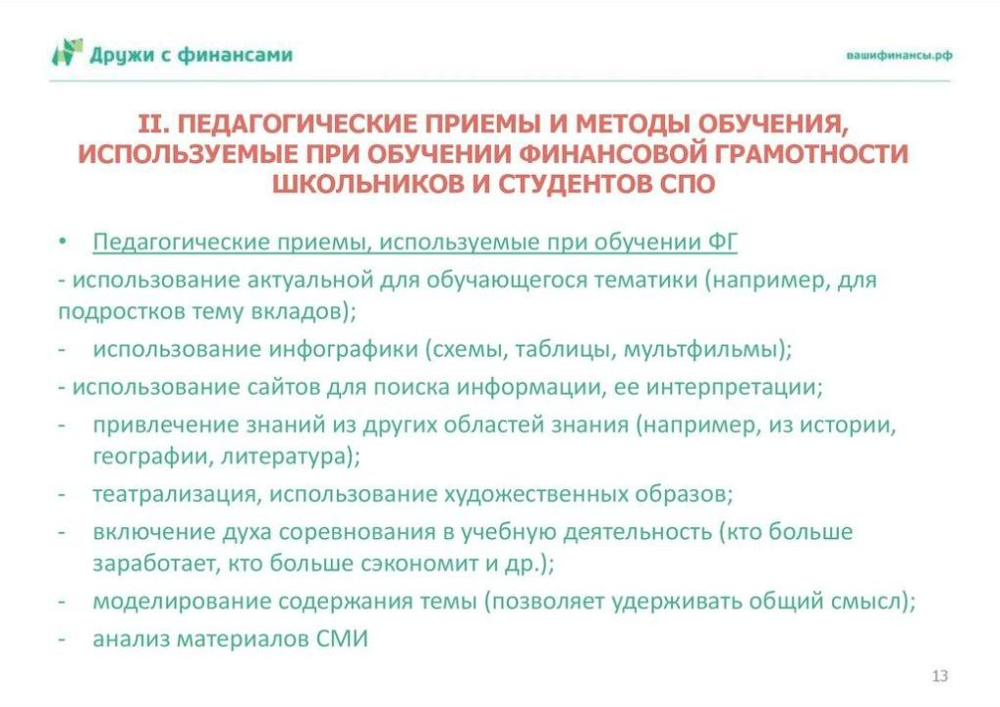 Дружи с финансами
вашифинансы.рф
II. ПЕДАГОГИЧЕСКИЕ ПРИЕМЫ И МЕТОДЫ ОБУЧЕНИЯ,
ИСПОЛЬЗУЕМЫЕ ПРИ ОБУЧЕНИИ ФИНАНСОВОЙ ГРАМОТНОСТИ
ШКОЛЬНИКОВ И СТУДЕНТОВ СПО
• Педагогические приемы, используемые при обучении ФГ
- использование актуальной для обучающегося тематики (например, для
подростков тему вкладов);
- использование инфографики (схемы, таблицы, мультфильмы);
- использование сайтов для поиска информации, ее интерпретации;
- привлечение знаний из других областей знания (например, из истории,
географии, литература);
- театрализация, использование художественных образов;
- включение духа соревнования в учебную деятельность (кто больше
заработает, кто больше сэкономит и др.);
- моделирование содержания темы (позволяет удерживать общий смысл);
- анализ материалов СМИ
13